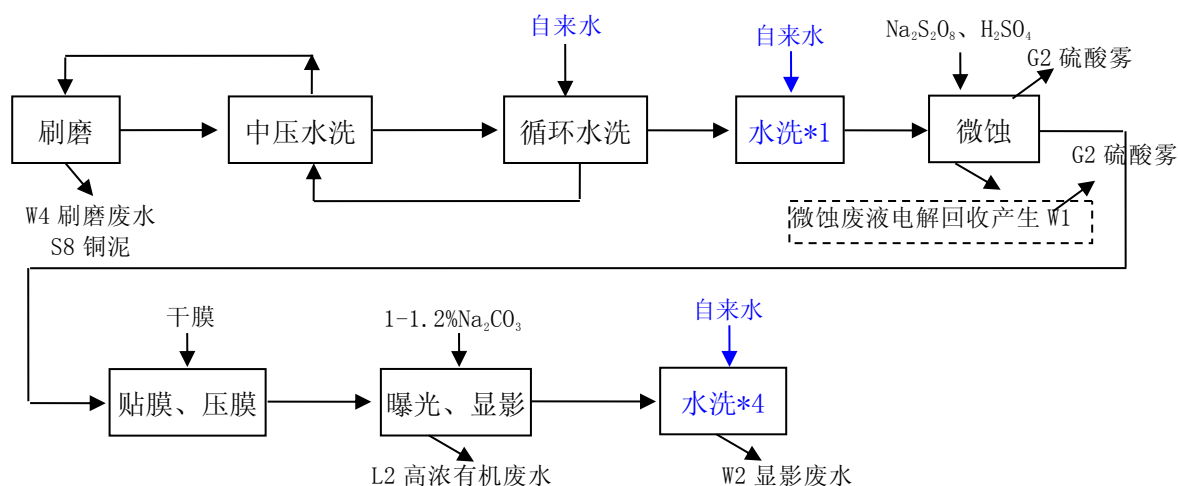 自来水
自来水
Na₂S₂O₈、H₂SO₄
G2 硫酸雾
刷磨
中压水洗
循环水洗
水洗*1
微蚀
G2 硫酸雾
W4 刷磨废水
S8 铜泥
微蚀废液电解回收产生 W1
干膜
1-1.2%Na₂CO₃
自来水
贴膜、压膜
曝光、显影
水洗*4
L2 高浓有机废水
W2 显影废水